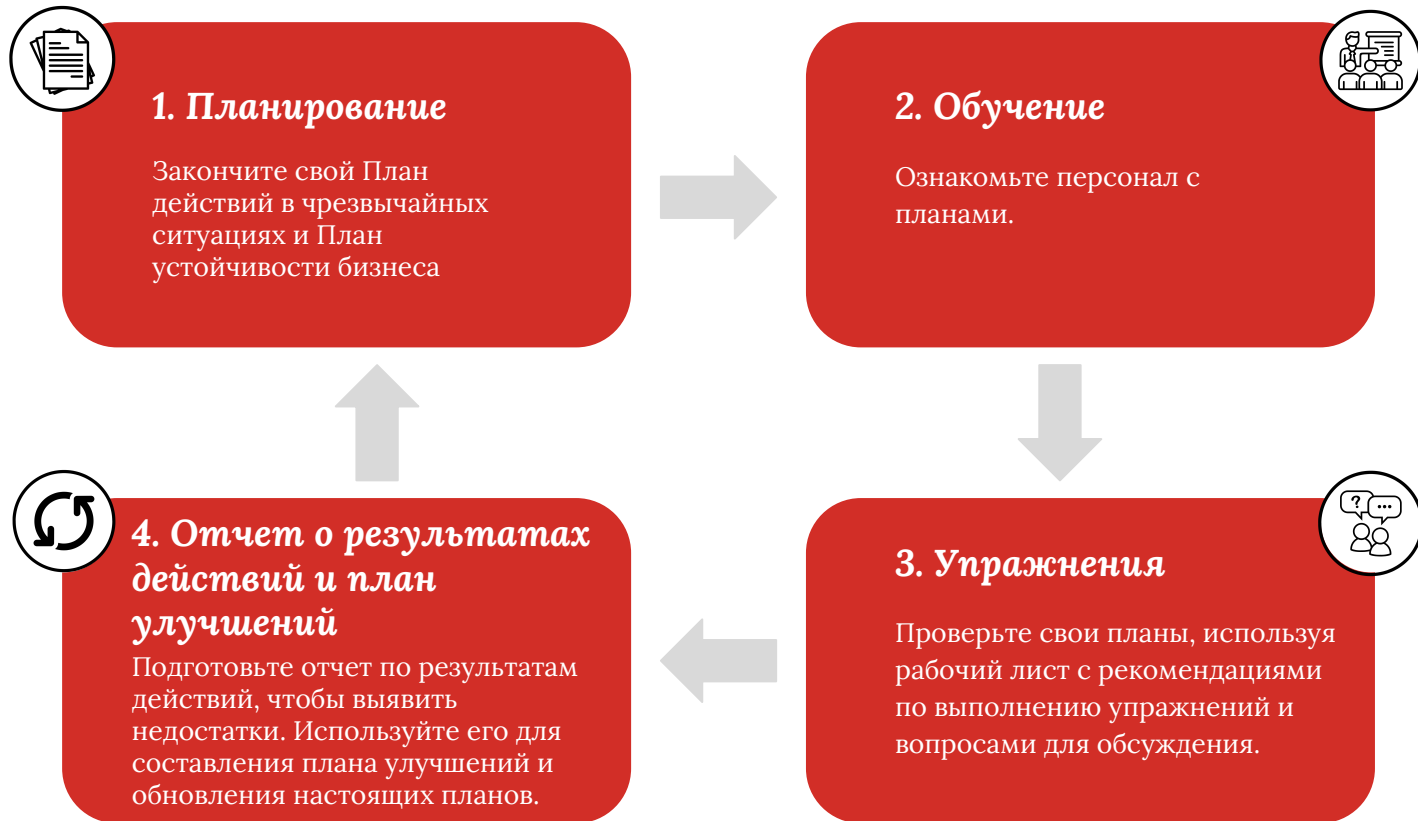 1. Планирование
Закончите свой План
действий в чрезвычайных
ситуациях и План
устойчивости бизнеса
2. Обучение
Ознакомьте персонал с
планами.
3. Упражнения
Проверьте свои планы, используя
рабочий лист с рекомендациями
по выполнению упражнений и
вопросами для обсуждения.
4. Отчет о результатах
действий и план
улучшений
Подготовьте отчет по результатам
действий, чтобы выявить
недостатки. Используйте его для
составления плана улучшений и
обновления настоящих планов.